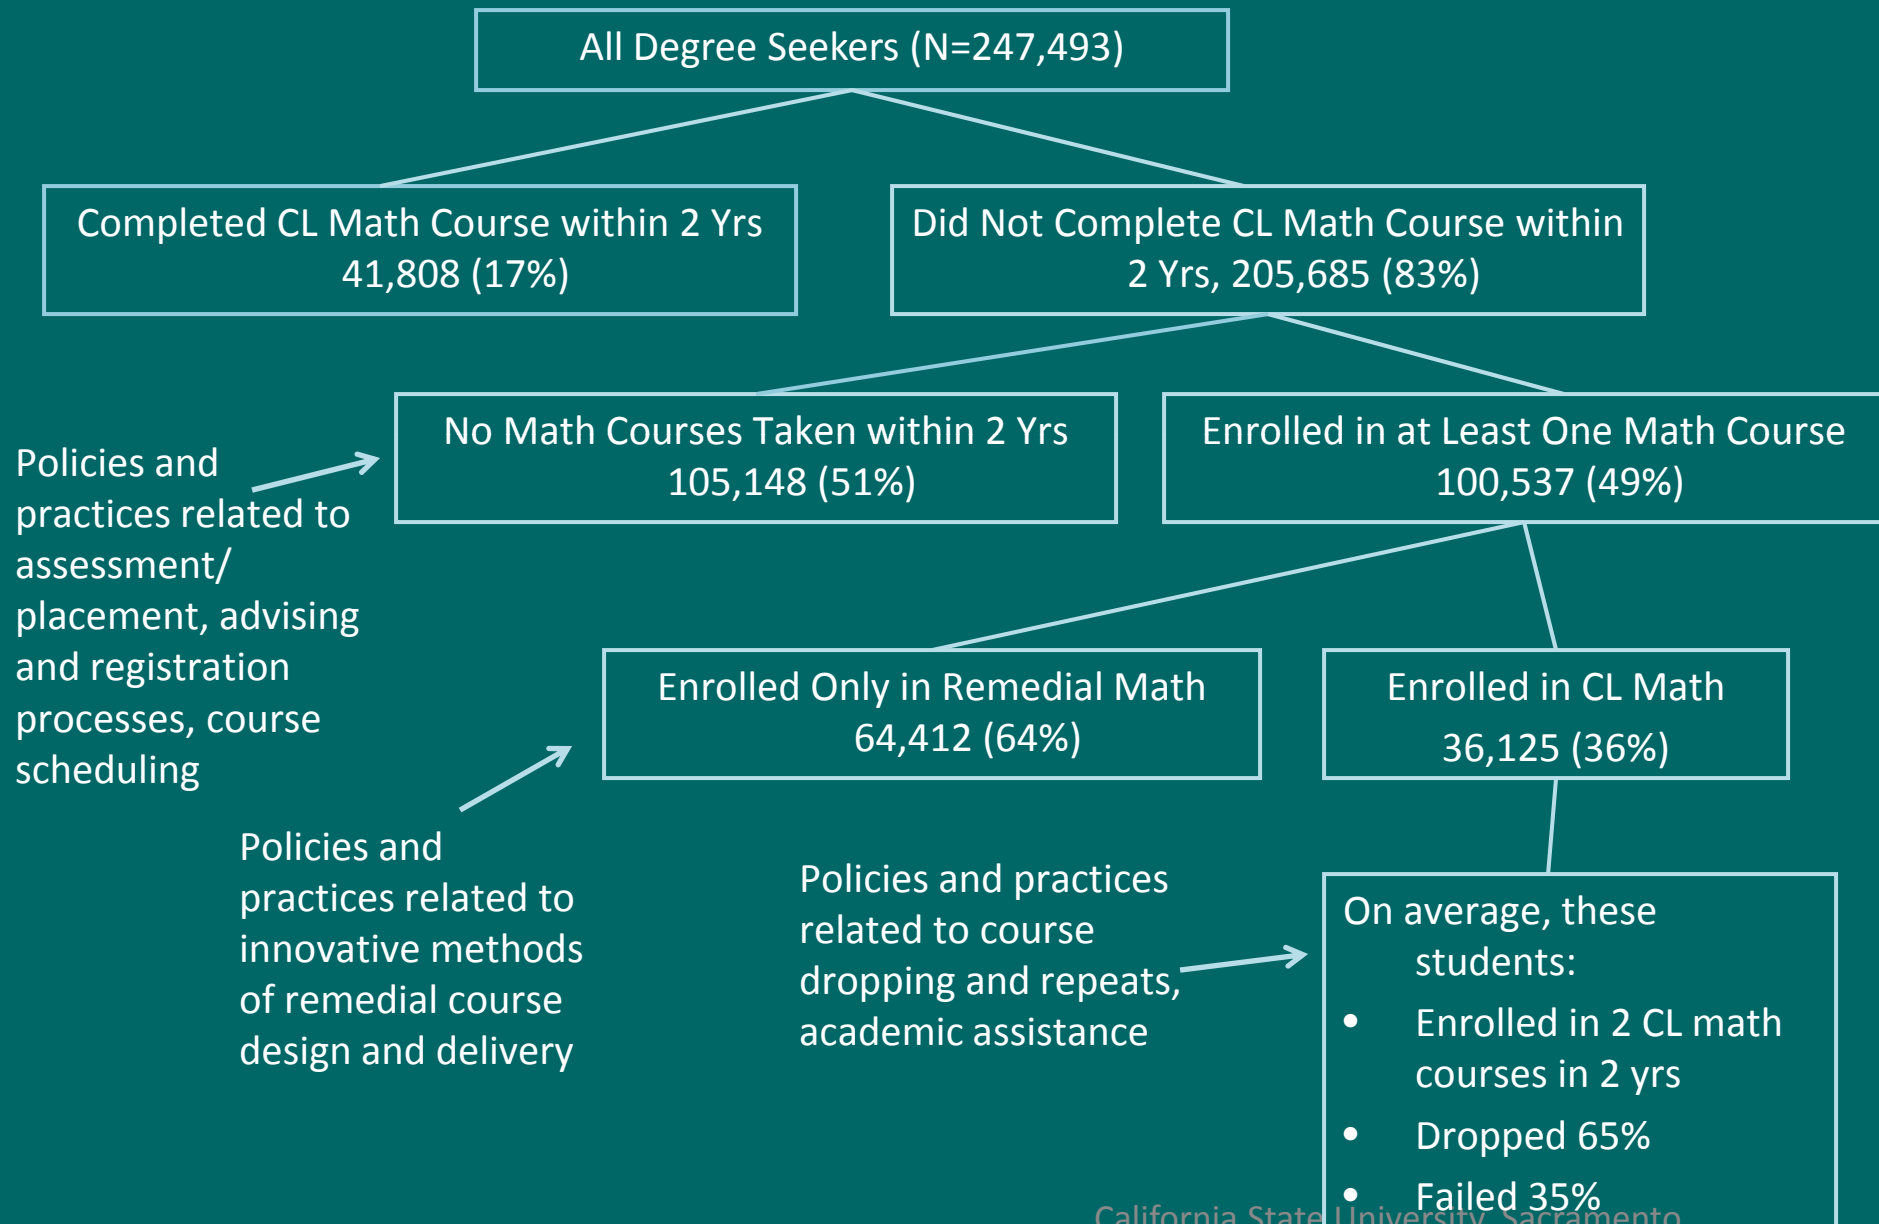 All Degree Seekers (N=247,493)
Completed CL Math Course within 2 Yrs
41,808 (17%)
Did Not Complete CL Math Course within
2 Yrs, 205,685 (83%)
No Math Courses Taken within 2 Yrs
105,148 (51%)
Enrolled in at Least One Math Course
100,537 (49%)
Policies and
practices related to
assessment/
placement, advising
and registration
processes, course
scheduling
Enrolled Only in Remedial Math
64,412 (64%)
Enrolled in CL Math
36,125 (36%)
Policies and
practices related to
innovative methods
of remedial course
design and delivery
Policies and practices
related to course
dropping and repeats,
academic assistance
On average, these
students:
• Enrolled in 2 CL math
courses in 2 yrs
• Dropped 65%
• Failed 35%
California State University, Sacramento